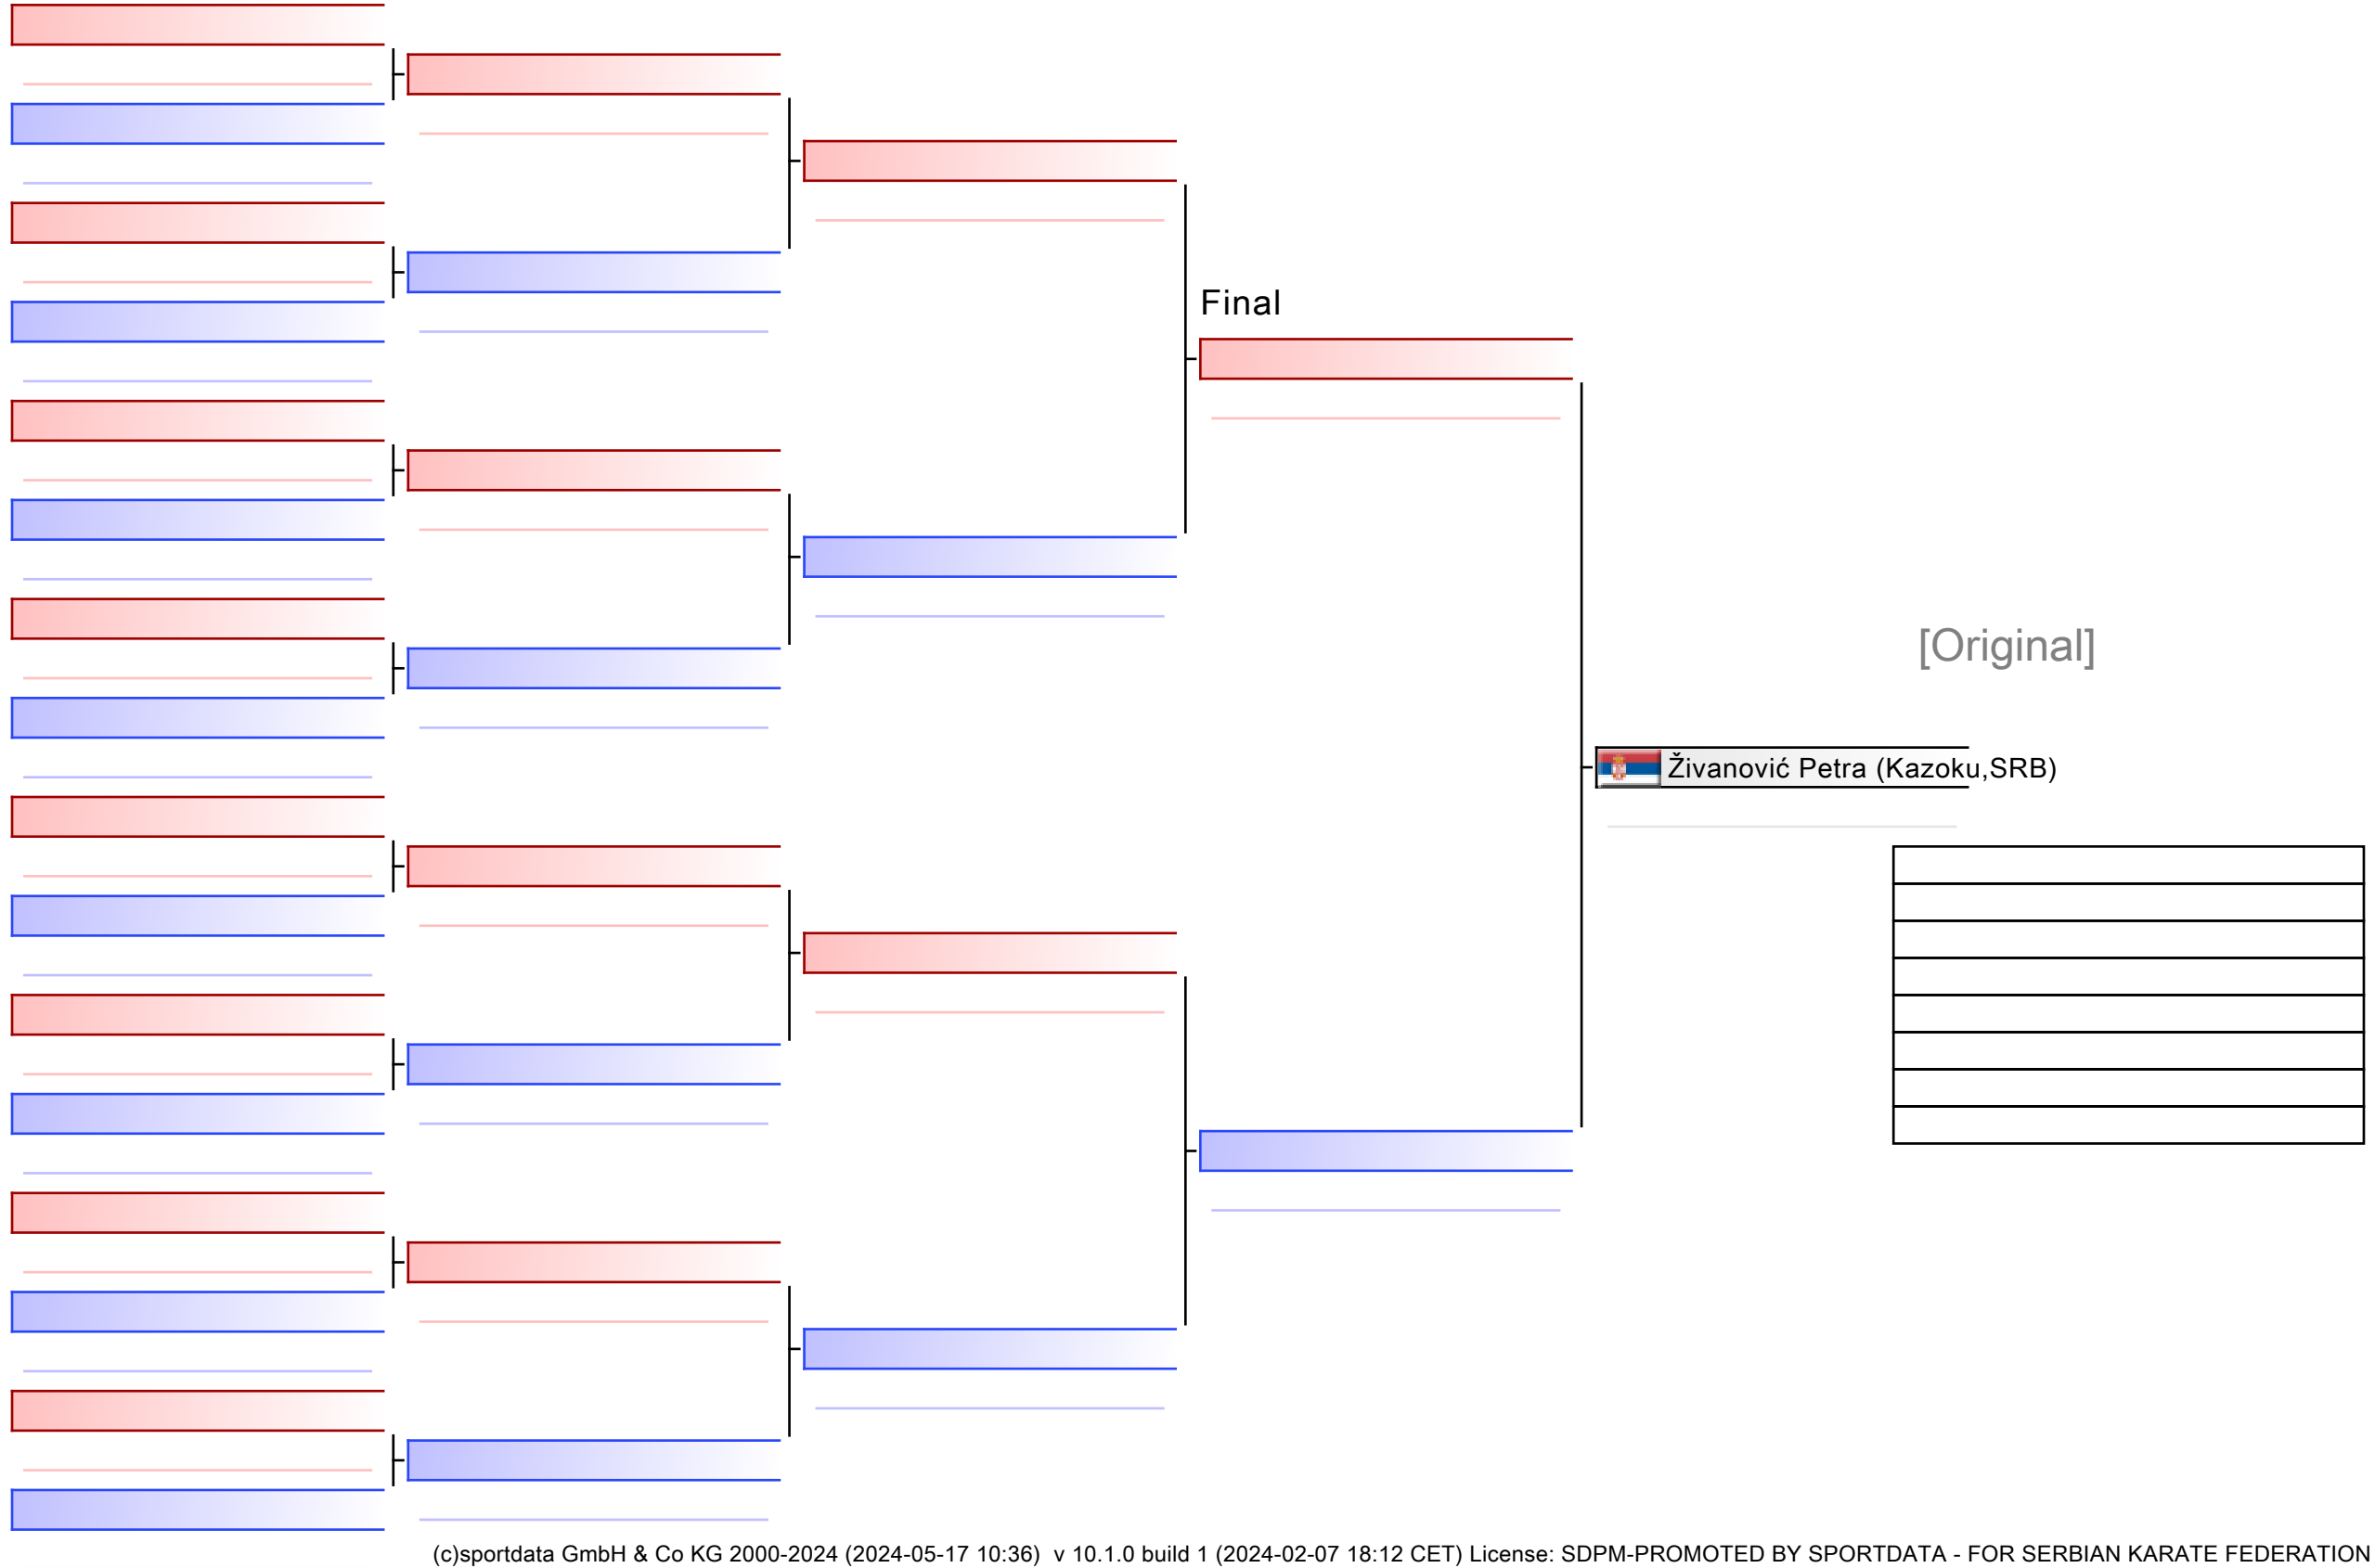 Final
[Original]
Živanović Petra (Kazoku,SRB)
(c)sportdata GmbH & Co KG 2000-2024 (2024-05-17 10:36) v 10.1.0 build 1 (2024-02-07 18:12 CET) License: SDPM-PROMOTED BY SPORTDATA - FOR SERBIAN KARATE FEDERATION